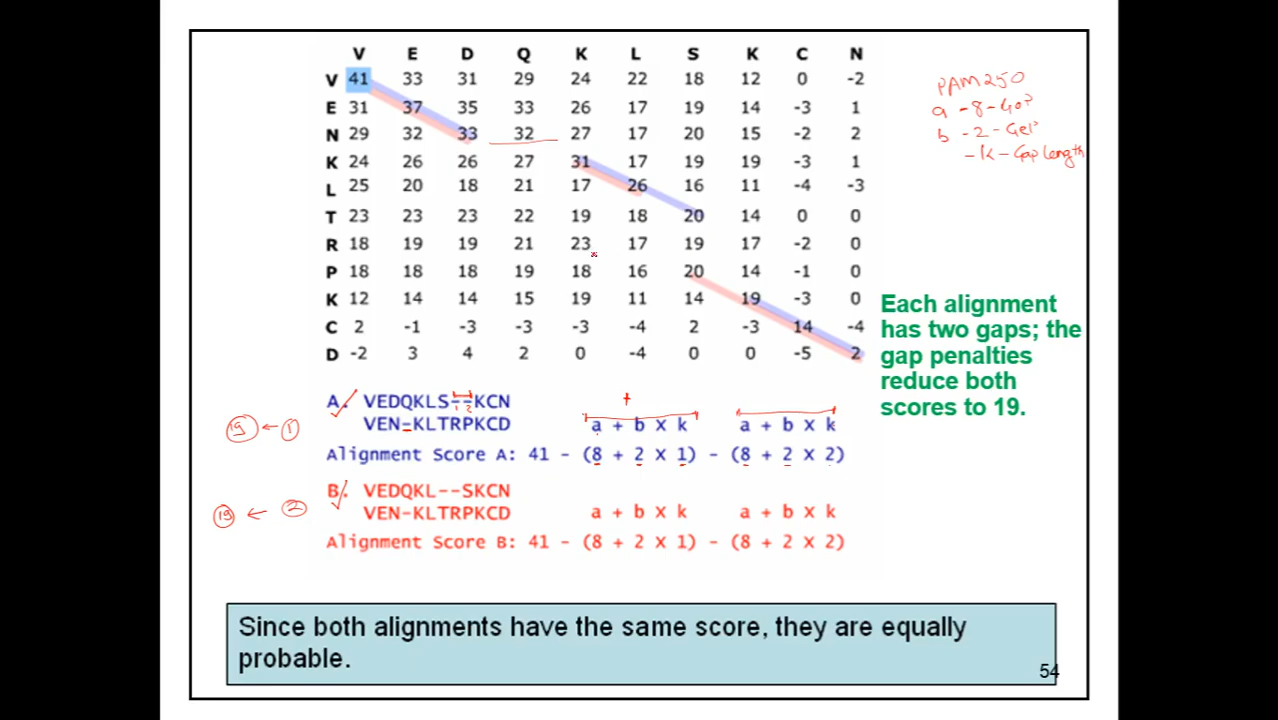 V E D Q K L S K C N
V 41 33 31 29 24 22 18 12 0 -2
E 31 37 35 33 26 17 19 14 -3 1
N 29 32 33 32 27 17 20 15 -2 2
K 24 26 26 27 31 17 19 19 -3 1
L 25 20 18 21 17 26 16 11 -4 -3
T 23 23 23 22 19 18 20 14 0 0
R 18 19 19 21 23 17 19 17 -2 0
P 18 18 18 19 18 16 20 14 -1 0
K 12 14 14 15 19 11 14 19 -3 0
C 2 -1 -3 -3 -3 -4 2 -3 14 -4
D -2 3 4 2 0 -4 0 0 -5 2
PAM250
a -8 - GOP
b -2 - GEP
-K - Gap length
Each alignment
has two gaps; the
gap penalties
reduce both
scores to 19.
A. VEDQKLS--KCN
1 2
+
VEN-KLTRPKCD a + b X k a + b X k
19 ← 1
Alignment Score A: 41 - (8 + 2 X 1) - (8 + 2 X 2)
B. VEDQKL--SKCN
VEN-KLTRPKCD a + b X k a + b X k
19 ← 2
Alignment Score B: 41 - (8 + 2 X 1) - (8 + 2 X 2)
Since both alignments have the same score, they are equally
probable.
54